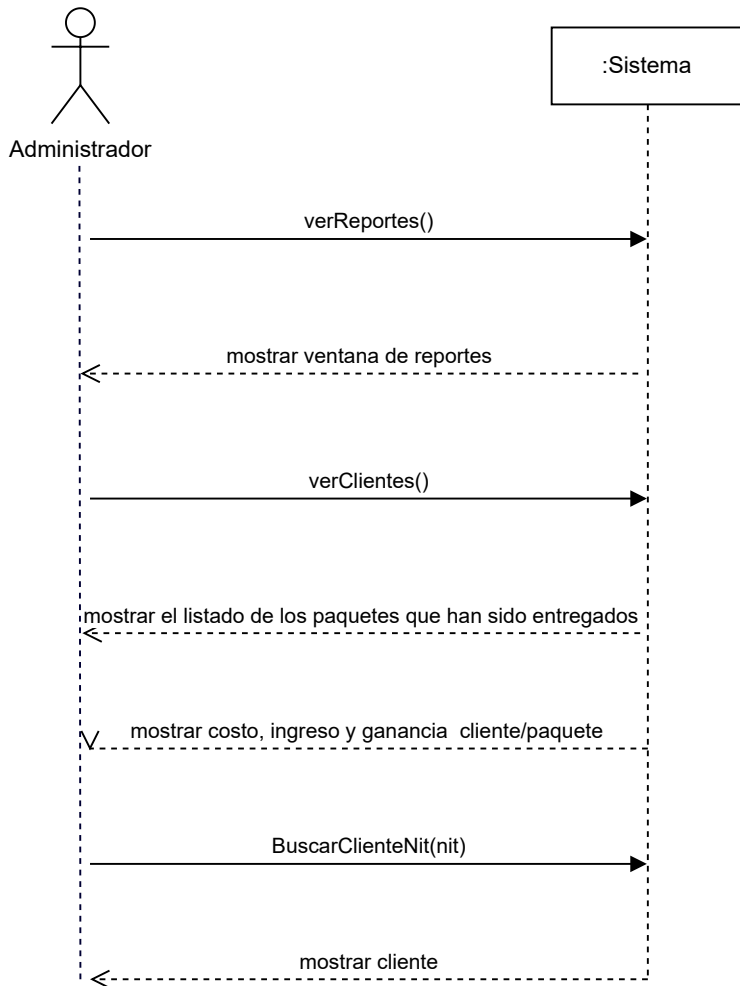 :Sistema
Administrador
verReportes()
mostrar ventana de reportes
verClientes()
mostrar el listado de los paquetes que han sido entregados
mostrar costo, ingreso y ganancia  cliente/paquete
BuscarClienteNit(nit)
mostrar cliente